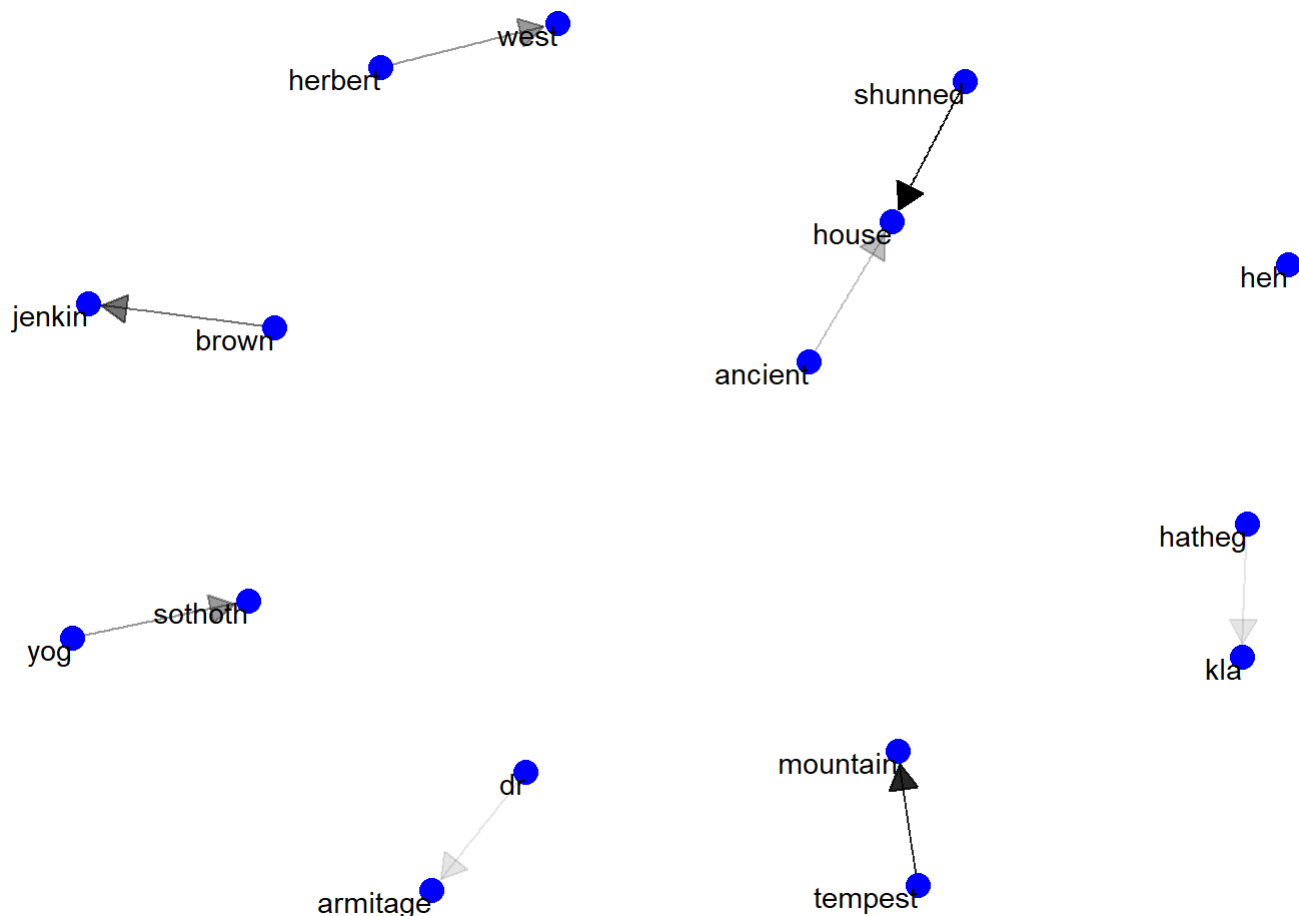 west
herbert
shunned
house
heh
jenkin
brown
ancient
hatheg
sothoth
yog
kla
mountain
dr
armitage
tempest